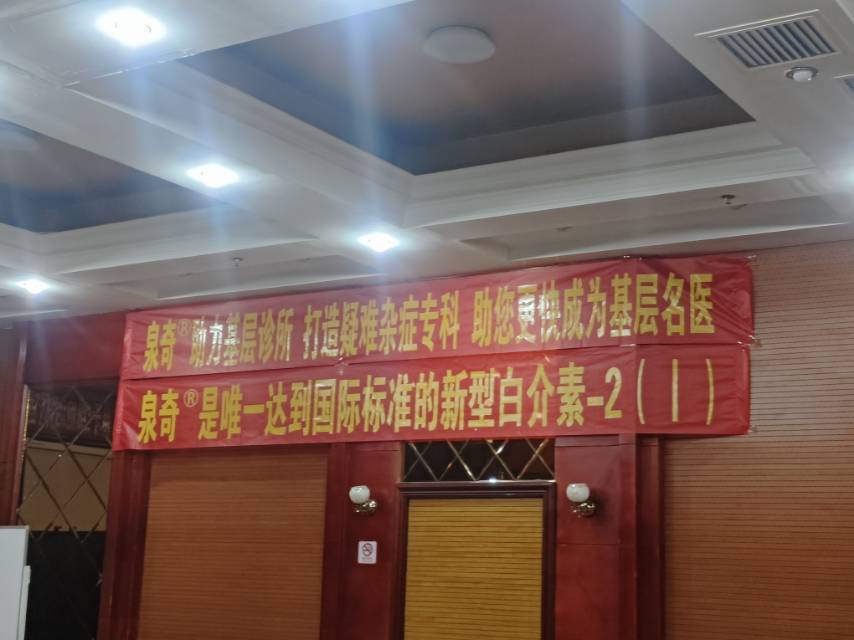 泉奇®助力基层诊所 打造疑难杂症专科 助您更快成为基层名医
泉奇®是唯一达到国际标准的新型白介素-2(I)